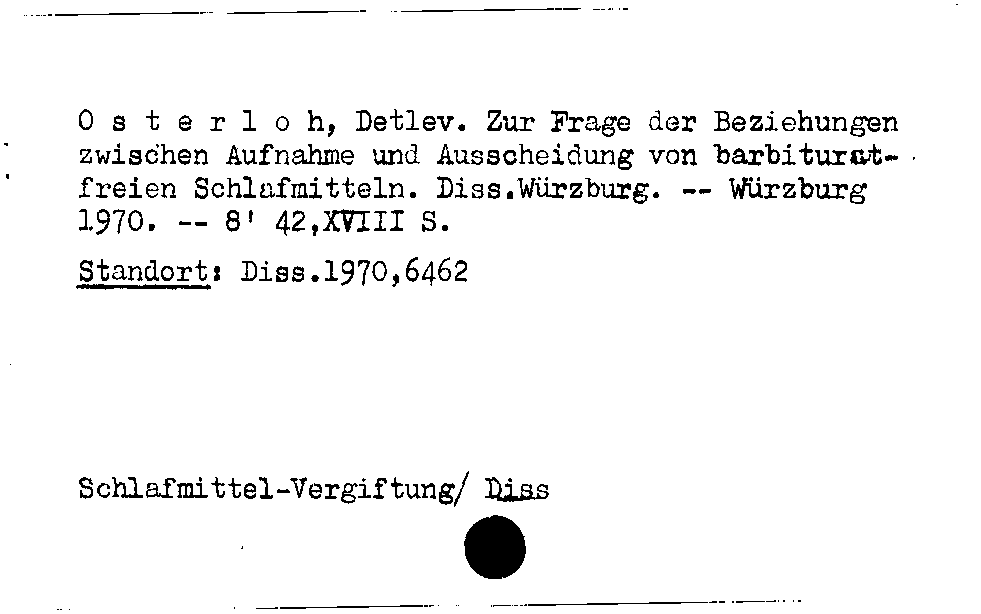 O s t e r l o h, Detlev. Zur Frage der Beziehungen
zwischen Aufnahme und Ausscheidung von barbiturat-
freien Schlafmitteln. Diss.Würzburg. -- Würzburg
1970. -- 8' 42,XVIII S.
Standort: Diss.1970,6462
Schlafmittel-Vergiftung/ Diss